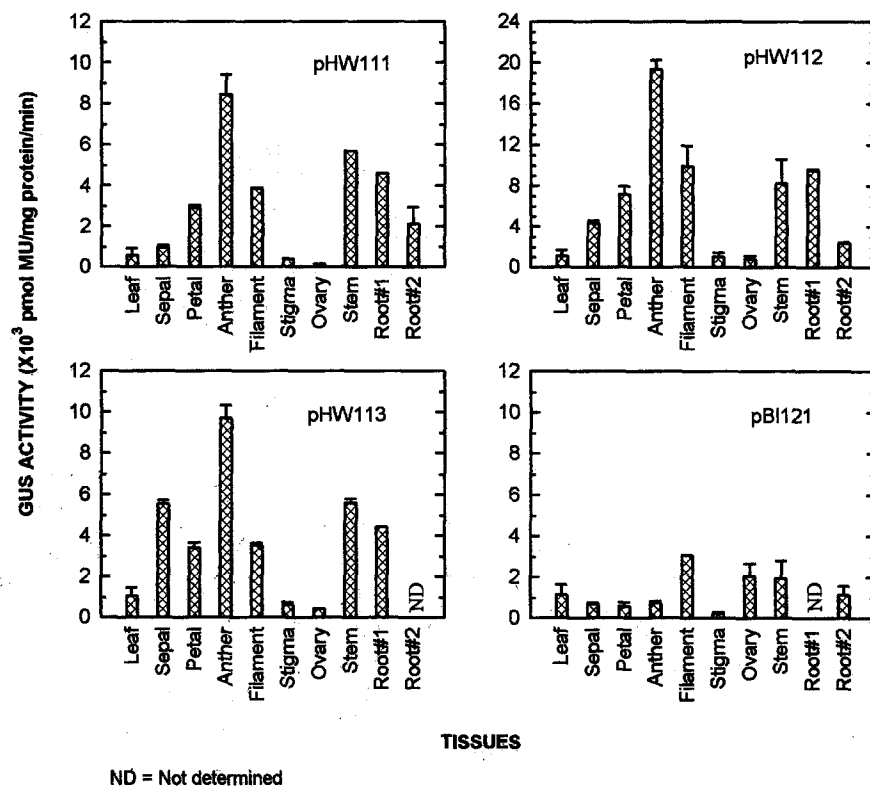 GUS ACTIVITY (X10³ pmol MU/mg protein/min)
pHW111
12
10
8
6
4
2
0
Leaf
Sepal
Petal
Anther
Filament
Stigma
Ovary
Stem
Root#1
Root#2
pHW112
24
20
16
12
8
4
0
Leaf
Sepal
Petal
Anther
Filament
Stigma
Ovary
Stem
Root#1
Root#2
pHW113
12
10
8
6
4
2
0
ND
Leaf
Sepal
Petal
Anther
Filament
Stigma
Ovary
Stem
Root#1
Root#2
pBI121
12
10
8
6
4
2
0
ND
Leaf
Sepal
Petal
Anther
Filament
Stigma
Ovary
Stem
Root#1
Root#2
TISSUES
ND = Not determined